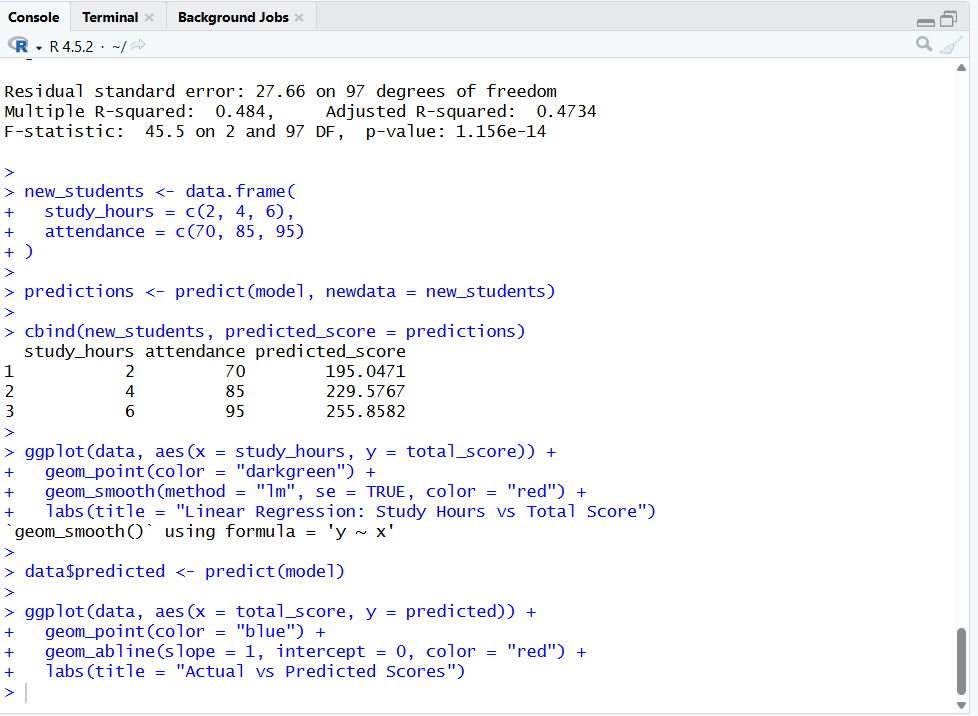 Console Terminal Background Jobs
R R 4.5.2 · ~/
Residual standard error: 27.66 on 97 degrees of freedom
Multiple R-squared:  0.484,	Adjusted R-squared:  0.4734
F-statistic:  45.5 on 2 and 97 DF,  p-value: 1.156e-14
>
> new_students <- data.frame(
+   study_hours = c(2, 4, 6),
+   attendance = c(70, 85, 95)
+ )
>
> predictions <- predict(model, newdata = new_students)
>
> cbind(new_students, predicted_score = predictions)
  study_hours attendance predicted_score
1           2         70        195.0471
2           4         85        229.5767
3           6         95        255.8582
>
> ggplot(data, aes(x = study_hours, y = total_score)) +
+   geom_point(color = "darkgreen") +
+   geom_smooth(method = "lm", se = TRUE, color = "red") +
+   labs(title = "Linear Regression: Study Hours vs Total Score")
`geom_smooth()` using formula = 'y ~ x'
>
> data$predicted <- predict(model)
>
> ggplot(data, aes(x = total_score, y = predicted)) +
+   geom_point(color = "blue") +
+   geom_abline(slope = 1, intercept = 0, color = "red") +
+   labs(title = "Actual vs Predicted Scores")
>